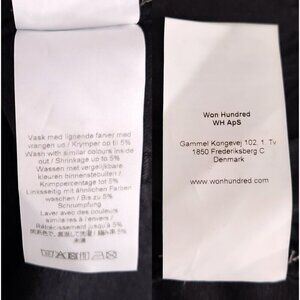 Vask med lignende farver med
vrangen ud / Krymper op til 5%
Wash with similar colours inside
out / Shrinkage up to 5%
Wassen met vergelijkbare
kleuren binnenstebuiten /
Krimppercentage tot 5%
Linksseitig mit ähnlichen Farben
waschen / Bis zu 5%
Schrumpfung
Laver avec des couleurs
similaires à l'envers /
Rétrécissement jusqu'à 5%
Won Hundred
WH ApS
Gammel Kongevej 102, 1. Tv
1850 Frederiksberg C
Denmark
www.wonhundred.com